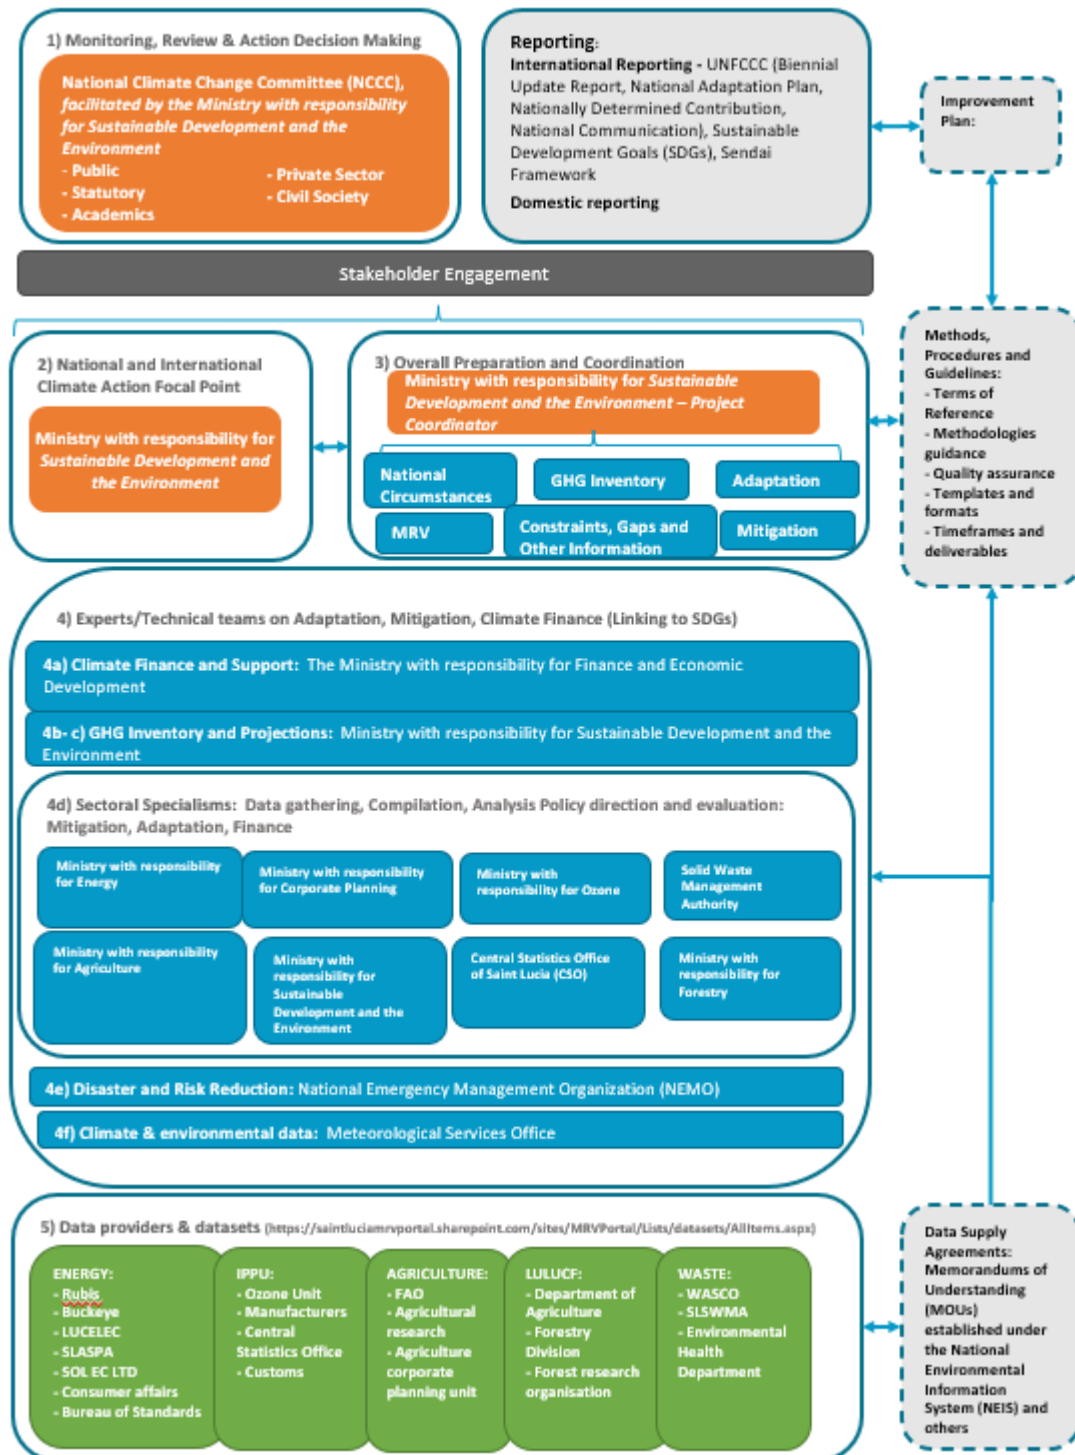 1) Monitoring, Review & Action Decision Making
National Climate Change Committee (NCCC),
facilitated by the Ministry with responsibility
for Sustainable Development and the
Environment
- Public
- Statutory
- Academics
- Private Sector
- Civil Society
Reporting:
International Reporting - UNFCCC (Biennial
Update Report, National Adaptation Plan,
Nationally Determined Contribution,
National Communication), Sustainable
Development Goals (SDGs), Sendai
Framework
Domestic reporting
Improvement
Plan:
Stakeholder Engagement
2) National and International
Climate Action Focal Point
Ministry with responsibility for
Sustainable Development and
the Environment
3) Overall Preparation and Coordination
Ministry with responsibility for Sustainable
Development and the Environment – Project
Coordinator
National
Circumstances
GHG Inventory
Adaptation
MRV
Constraints, Gaps and
Other Information
Mitigation
Methods,
Procedures and
Guidelines:
- Terms of
Reference
- Methodologies
guidance
- Quality assurance
- Templates and
formats
- Timeframes and
deliverables
4) Experts/Technical teams on Adaptation, Mitigation, Climate Finance (Linking to SDGs)
4a) Climate Finance and Support: The Ministry with responsibility for Finance and Economic
Development
4b- c) GHG Inventory and Projections: Ministry with responsibility for Sustainable Development and the
Environment
4d) Sectoral Specialisms: Data gathering, Compilation, Analysis Policy direction and evaluation:
Mitigation, Adaptation, Finance
Ministry with responsibility
for Energy
Ministry with responsibility
for Corporate Planning
Ministry with
responsibility for Ozone
Solid Waste
Management
Authority
Ministry with responsibility
for Agriculture
Ministry with
responsibility for
Sustainable
Development and the
Environment
Central Statistics Office
of Saint Lucia (CSO)
Ministry with
responsibility for
Forestry
4e) Disaster and Risk Reduction: National Emergency Management Organization (NEMO)
4f) Climate & environmental data: Meteorological Services Office
5) Data providers & datasets (https://saintluciamrvportal.sharepoint.com/sites/MRVPortal/Lists/datasets/AllItems.aspx)
ENERGY:
- Rubis
- Buckeye
- LUCELEC
- SLASPA
- SOL EC LTD
- Consumer affairs
- Bureau of Standards
IPPU:
- Ozone Unit
- Manufacturers
- Central
Statistics Office
- Customs
AGRICULTURE:
- FAO
- Agricultural
research
- Agriculture
corporate
planning unit
LULUCF:
- Department of
Agriculture
- Forestry
Division
- Forest research
organisation
WASTE:
- WASCO
- SLSWMA
- Environmental
Health
Department
Data Supply
Agreements:
Memorandums of
Understanding
(MOUs)
established under
the National
Environmental
Information
System (NEIS) and
others